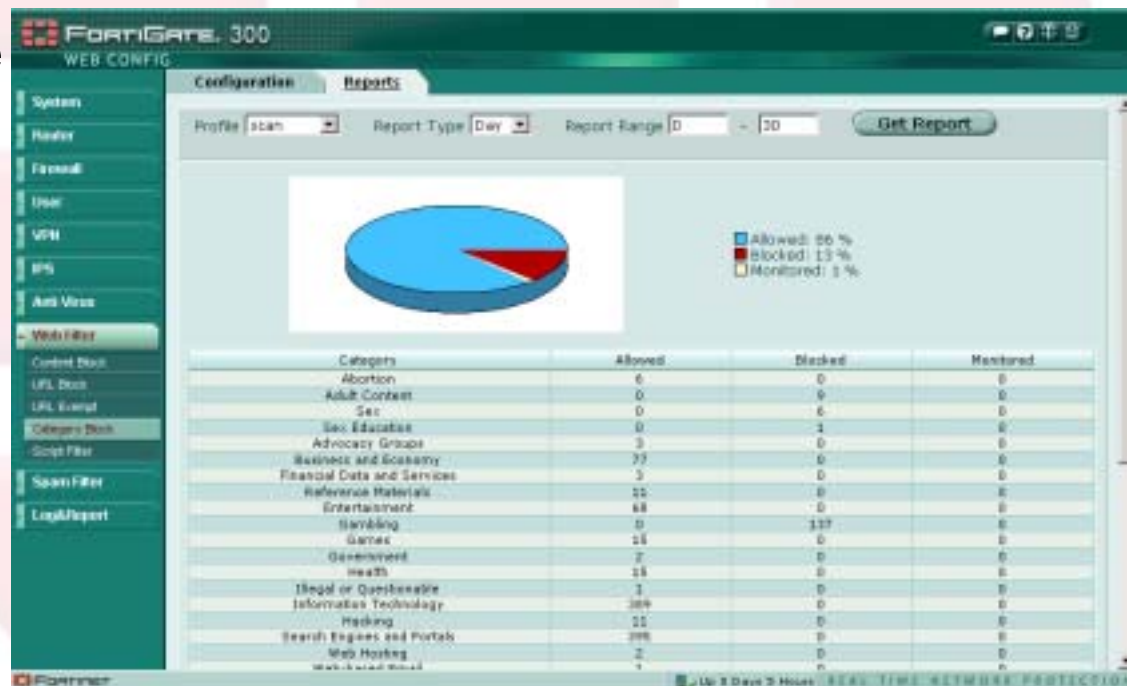 FORTIGATE. 300
WEB CONFIG
Configuration Reports
System
Router
Firewall
User
VPN
IPS
Anti Virus
Web Filter
Content Block
URL Block
URL Exempt
Category Block
Script Filter
Spam Filter
Log&Report
Profile scan Report Type Day Report Range 0 - 30 Get Report
Allowed: 86 %
Blocked: 13 %
Monitored: 1 %
Category Allowed Blocked Monitored
Abortion 6 0 0
Adult Content 0 9 0
Sex 0 6 0
Sex Education 0 1 0
Advocacy Groups 3 0 0
Business and Economy 77 0 0
Financial Data and Services 3 0 0
Reference Materials 11 0 0
Entertainment 68 0 0
Gambling 0 137 0
Games 15 0 0
Government 2 0 0
Health 15 0 0
Illegal or Questionable 1 0 0
Information Technology 0 0
Hacking 11 0 0
Search Engines and Portals 0 0
Web Hosting 2 0 0
Web-based Email
FORTINET
Up 0 Days 5 Hours REAL TIME NETWORK PROTECTION